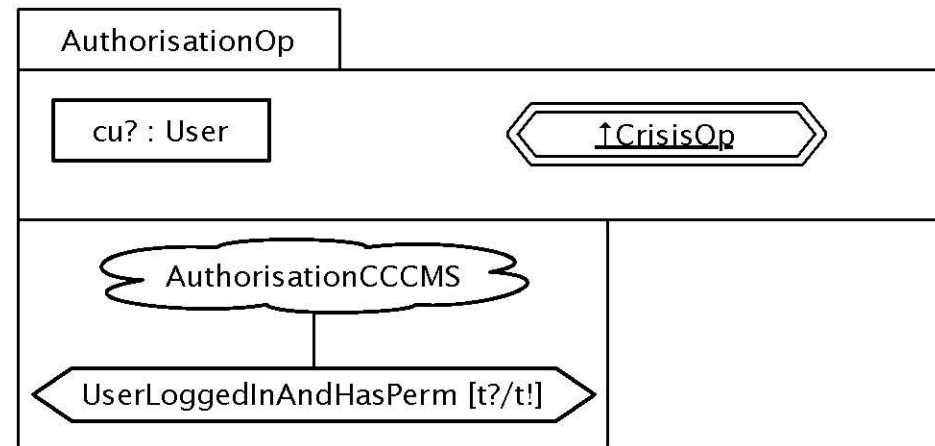 AuthorisationOp
cu? : User
↑CrisisOp
AuthorisationCCCMS
UserLoggedInAndHasPerm [t?/t!]